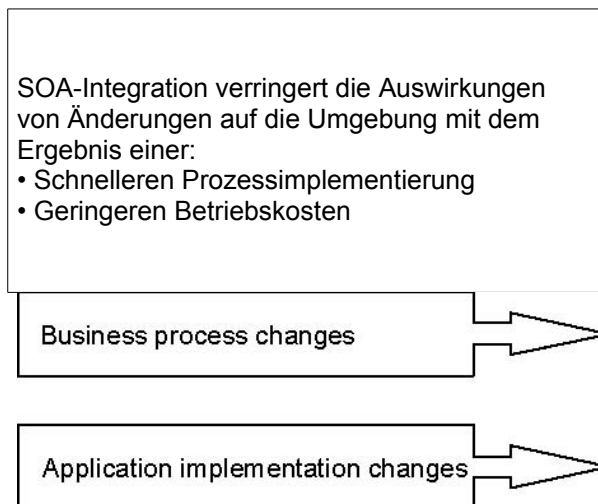 SOA-Integration verringert die Auswirkungen
von Änderungen auf die Umgebung mit dem
Ergebnis einer:
• Schnelleren Prozessimplementierung
• Geringeren Betriebskosten
Business process changes
Application implementation changes